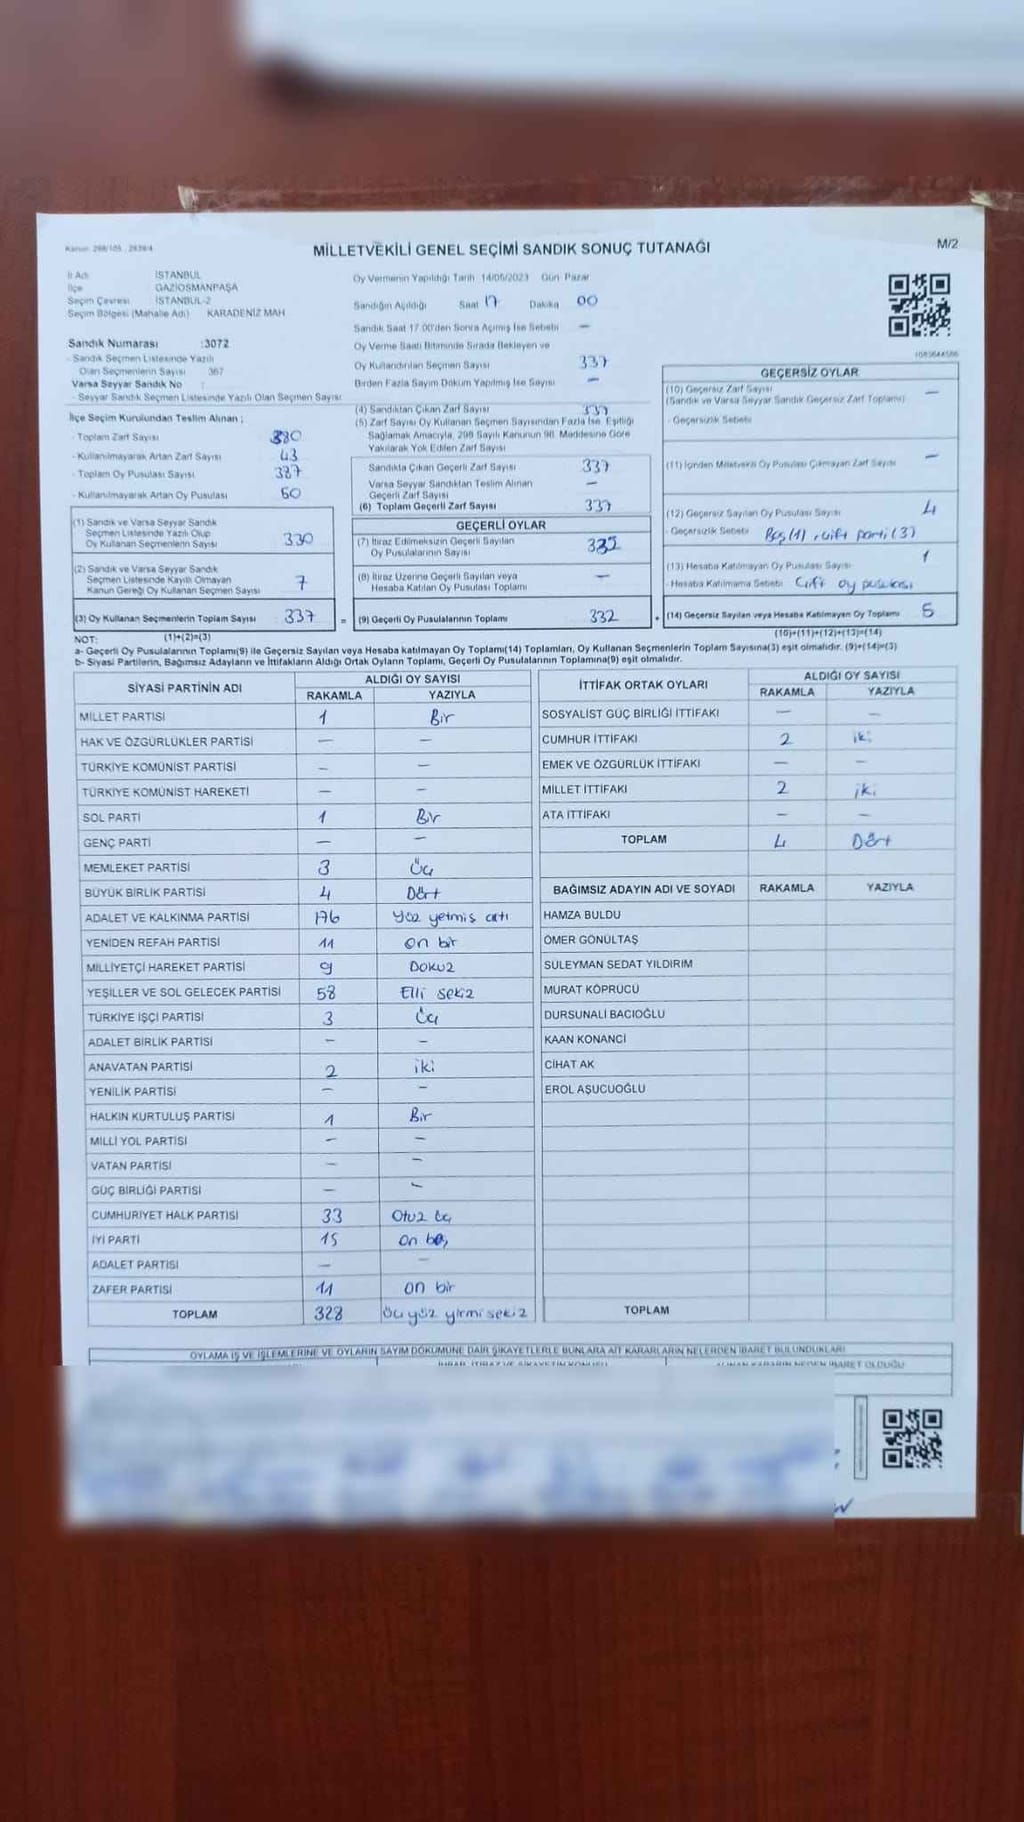 Kanun: 298/105 , 2839/4
MİLLETVEKİLİ GENEL SEÇİMİ SANDIK SONUÇ TUTANAĞI
M/2
İl Adı İSTANBUL
İlçe GAZİOSMANPAŞA
Seçim Çevresi İSTANBUL-2
Seçim Bölgesi (Mahalle Adı) KARADENİZ MAH
Sandık Numarası :3072
- Sandık Seçmen Listesinde Yazılı
Olan Seçmenlerin Sayısı 367
Varsa Seyyar Sandık No :
- Seyyar Sandık Seçmen Listesinde Yazılı Olan Seçmen Sayısı
İlçe Seçim Kurulundan Teslim Alınan ;
- Toplam Zarf Sayısı 380
- Kullanılmayarak Artan Zarf Sayısı 43
- Toplam Oy Pusulası Sayısı 387
- Kullanılmayarak Artan Oy Pusulası 50
(1) Sandık ve Varsa Seyyar Sandık
Seçmen Listesinde Yazılı Olup
Oy Kullanan Seçmenlerin Sayısı 330
(2) Sandık ve Varsa Seyyar Sandık
Seçmen Listesinde Kayıtlı Olmayan
Kanun Gereği Oy Kullanan Seçmen Sayısı 7
(3) Oy Kullanan Seçmenlerin Toplam Sayısı 337 =
Oy Vermenin Yapıldığı Tarih 14/05/2023 Gün Pazar
Sandığın Açıldığı Saat 17 Dakika 00
Sandık Saat 17.00'den Sonra Açılmış İse Sebebi –
Oy Verme Saati Bitiminde Sırada Bekleyen ve
Oy Kullandırılan Seçmen Sayısı 337
Birden Fazla Sayım Döküm Yapılmış İse Sayısı –
(4) Sandıktan Çıkan Zarf Sayısı 337
(5) Zarf Sayısı Oy Kullanan Seçmen Sayısından Fazla İse, Eşitliği
Sağlamak Amacıyla, 298 Sayılı Kanunun 98. Maddesine Göre
Yakılarak Yok Edilen Zarf Sayısı
Sandıkta Çıkan Geçerli Zarf Sayısı 337
Varsa Seyyar Sandıktan Teslim Alınan
Geçerli Zarf Sayısı –
(6) Toplam Geçerli Zarf Sayısı 337
GEÇERLİ OYLAR
(7) İtiraz Edilmeksizin Geçerli Sayılan
Oy Pusulalarının Sayısı 332
(8) İtiraz Üzerine Geçerli Sayılan veya
Hesaba Katılan Oy Pusulası Toplamı –
(9) Geçerli Oy Pusulalarının Toplamı 332 +
1083644586
GEÇERSİZ OYLAR
(10) Geçersiz Zarf Sayısı –
(Sandık ve Varsa Seyyar Sandık Geçersiz Zarf Toplamı)
- Geçersizlik Sebebi
(11) İçinden Milletvekili Oy Pusulası Çıkmayan Zarf Sayısı –
(12) Geçersiz Sayılan Oy Pusulası Sayısı 4
- Geçersizlik Sebebi Boş (1) , çift parti (3)
(13) Hesaba Katılmayan Oy Pusulası Sayısı 1
- Hesaba Katılmama Sebebi Çift oy pusulası
(14) Geçersiz Sayılan veya Hesaba Katılmayan Oy Toplamı 5
NOT: (1)+(2)=(3) (10)+(11)+(12)+(13)=(14)
a- Geçerli Oy Pusulalarının Toplamı(9) ile Geçersiz Sayılan veya Hesaba katılmayan Oy Toplamı(14) Toplamları, Oy Kullanan Seçmenlerin Toplam Sayısına(3) eşit olmalıdır. (9)+(14)=(3)
b- Siyasi Partilerin, Bağımsız Adayların ve İttifakların Aldığı Ortak Oyların Toplamı, Geçerli Oy Pusulalarının Toplamına(9) eşit olmalıdır.
SİYASİ PARTİNİN ADI ALDIĞI OY SAYISI
RAKAMLA YAZIYLA
MİLLET PARTİSİ 1 Bir
HAK VE ÖZGÜRLÜKLER PARTİSİ – –
TÜRKİYE KOMÜNİST PARTİSİ – –
TÜRKİYE KOMÜNİST HAREKETİ – –
SOL PARTİ 1 Bir
GENÇ PARTİ – –
MEMLEKET PARTİSİ 3 Üç
BÜYÜK BİRLİK PARTİSİ 4 Dört
ADALET VE KALKINMA PARTİSİ 176 Yüz yetmiş altı
YENİDEN REFAH PARTİSİ 11 on bir
MİLLİYETÇİ HAREKET PARTİSİ 9 Dokuz
YEŞİLLER VE SOL GELECEK PARTİSİ 58 Elli sekiz
TÜRKİYE İŞÇİ PARTİSİ 3 Üç
ADALET BİRLİK PARTİSİ – –
ANAVATAN PARTİSİ 2 iki
YENİLİK PARTİSİ – –
HALKIN KURTULUŞ PARTİSİ 1 Bir
MİLLİ YOL PARTİSİ – –
VATAN PARTİSİ – –
GÜÇ BİRLİĞİ PARTİSİ – –
CUMHURİYET HALK PARTİSİ 33 Otuz üç
İYİ PARTİ 15 on beş
ADALET PARTİSİ – –
ZAFER PARTİSİ 11 on bir
TOPLAM 328 Üç yüz yirmi sekiz
İTTİFAK ORTAK OYLARI ALDIĞI OY SAYISI
RAKAMLA YAZIYLA
SOSYALİST GÜÇ BİRLİĞİ İTTİFAKI – –
CUMHUR İTTİFAKI 2 iki
EMEK VE ÖZGÜRLÜK İTTİFAKI – –
MİLLET İTTİFAKI 2 iki
ATA İTTİFAKI – –
TOPLAM 4 Dört
BAĞIMSIZ ADAYIN ADI VE SOYADI RAKAMLA YAZIYLA
HAMZA BULDU
ÖMER GÖNÜLTAŞ
SÜLEYMAN SEDAT YILDIRIM
MURAT KÖPRÜCÜ
DURSUNALİ BACIOĞLU
KAAN KONANCİ
CİHAT AK
EROL AŞUCUOĞLU
TOPLAM
OYLAMA İŞ VE İŞLEMLERİNE VE OYLARIN SAYIM DÖKÜMÜNE DAİR ŞİKAYETLERLE BUNLARA AİT KARARLARIN NELERDEN İBARET BULUNDUKLARI
İHBAR, İTİRAZ VE ŞİKAYETİN KONUSU ALINAN KARARIN NEDEN İBARET OLDUĞU